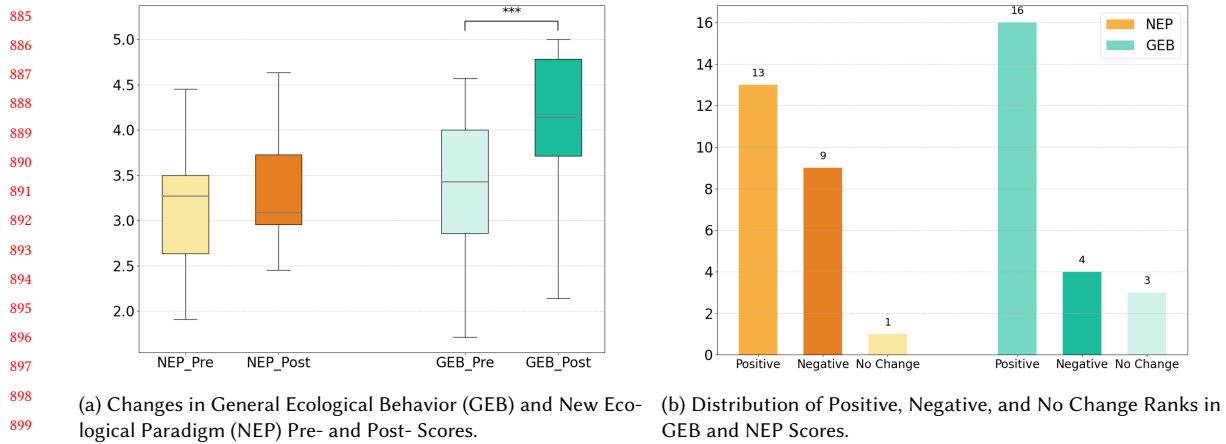 885
886
887
888
889
890
891
892
893
894
895
896
897
898
899
5.0
4.5
4.0
3.5
3.0
2.5
2.0
***
NEP_Pre
NEP_Post
GEB_Pre
GEB_Post
16
14
12
10
8
6
4
2
0
13
9
1
16
4
3
NEP
GEB
Positive
Negative
No Change
Positive
Negative
No Change
(a) Changes in General Ecological Behavior (GEB) and New Eco-
logical Paradigm (NEP) Pre- and Post- Scores.
(b) Distribution of Positive, Negative, and No Change Ranks in
GEB and NEP Scores.